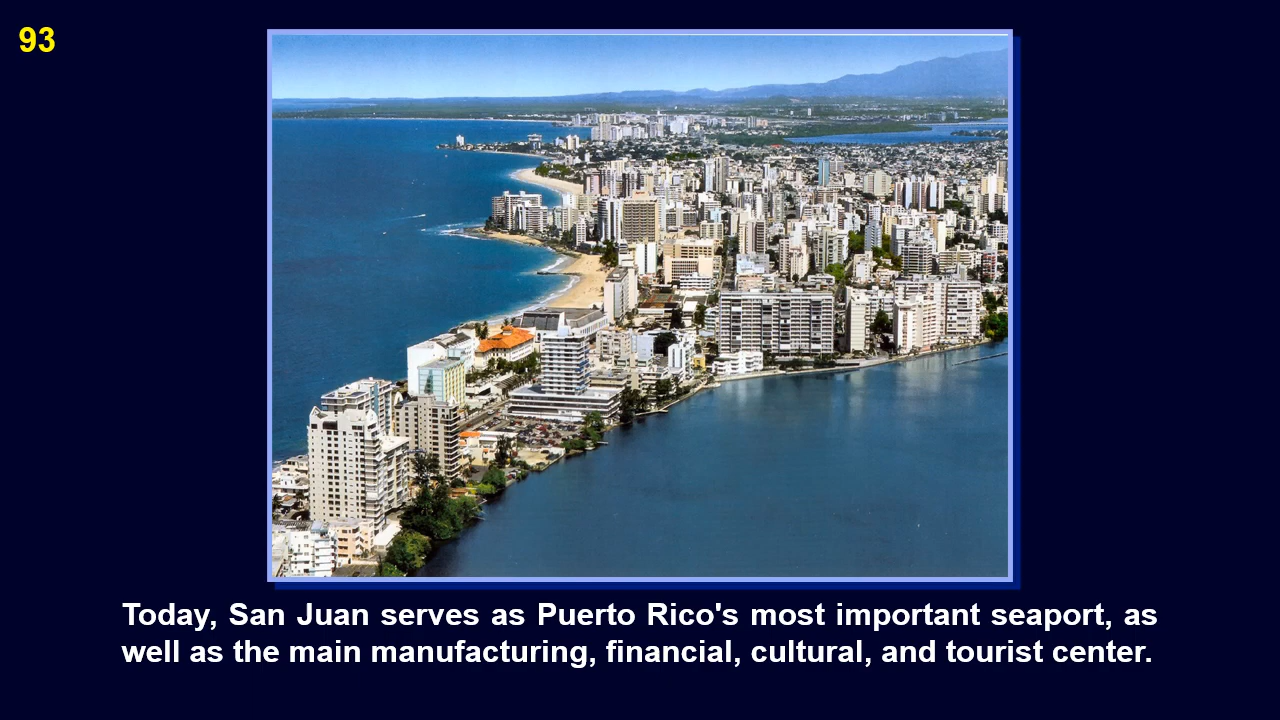 93
Today, San Juan serves as Puerto Rico's most important seaport, as
well as the main manufacturing, financial, cultural, and tourist center.